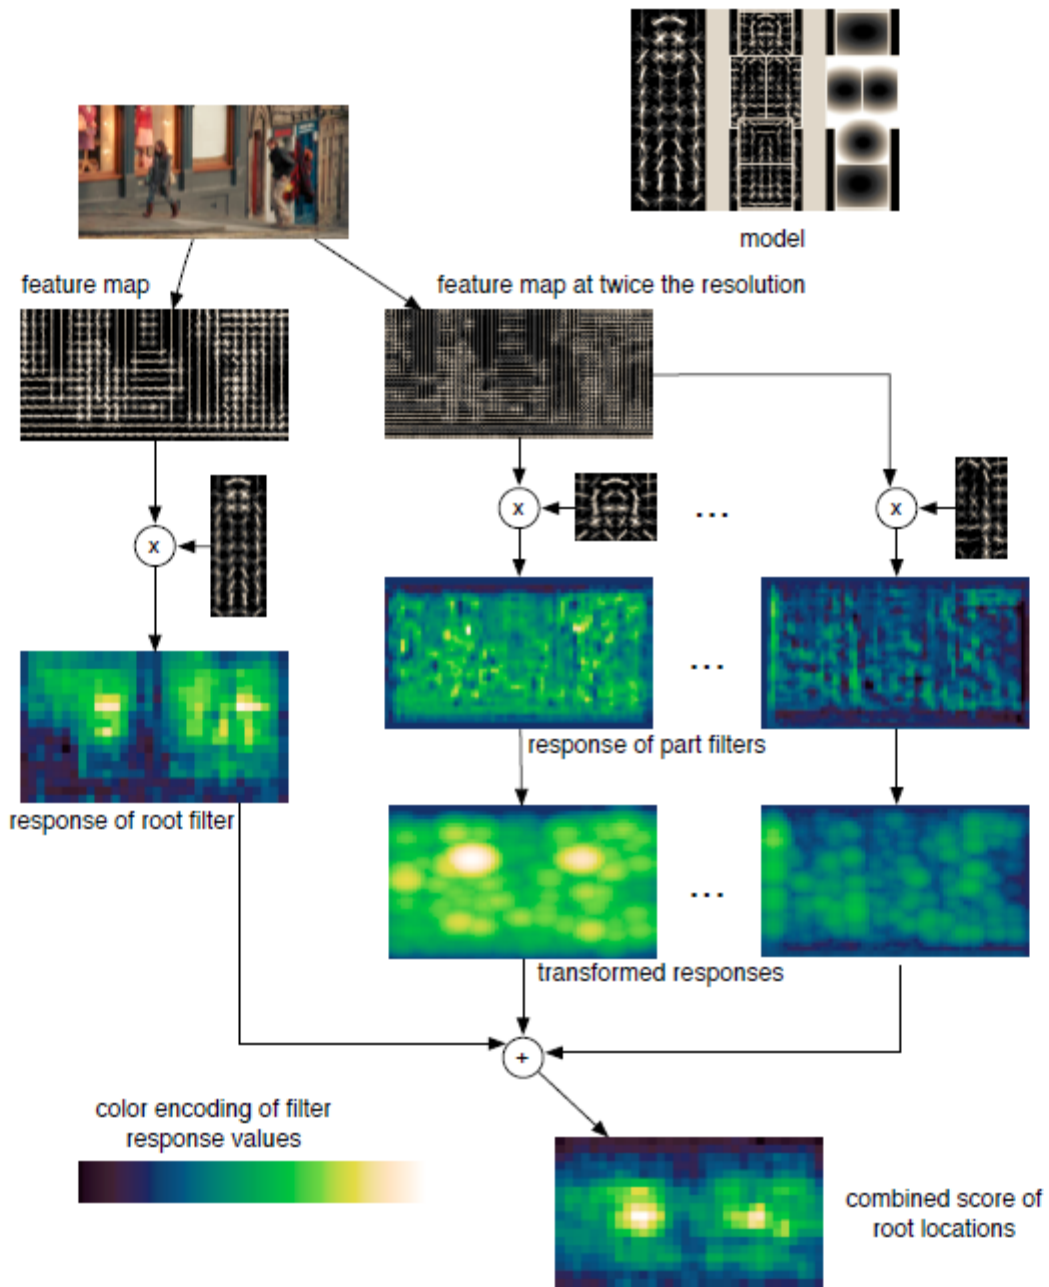 model
feature map
feature map at twice the resolution
x
x
...
x
...
response of part filters
response of root filter
...
transformed responses
+
color encoding of filter
response values
combined score of
root locations